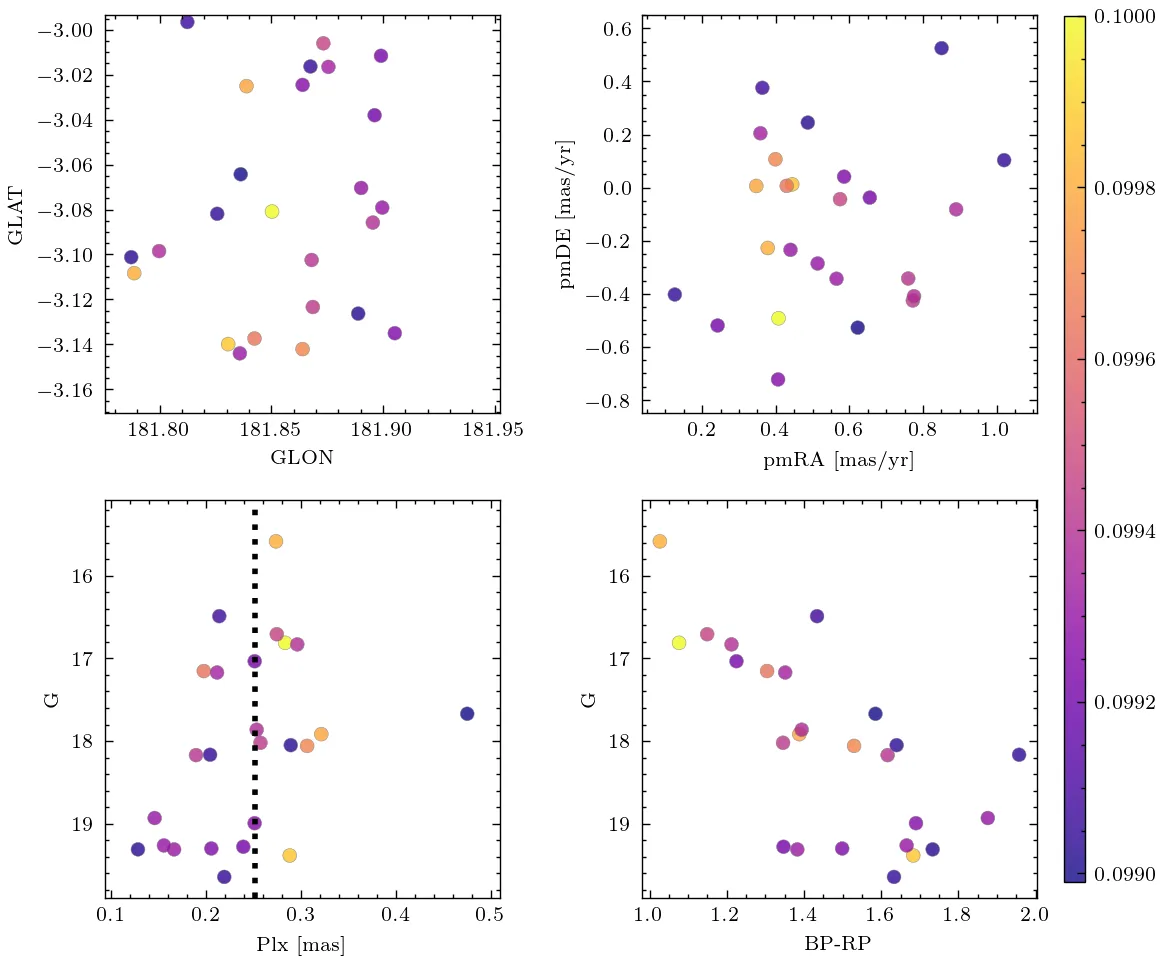 −3.00
−3.02
−3.04
−3.06
−3.08
−3.10
−3.12
−3.14
−3.16
GLAT
181.80 181.85 181.90 181.95
GLON
0.6
0.4
0.2
0.0
−0.2
−0.4
−0.6
−0.8
pmDE [mas/yr]
0.2 0.4 0.6 0.8 1.0
pmRA [mas/yr]
16
17
18
19
G
0.1 0.2 0.3 0.4 0.5
Plx [mas]
16
17
18
19
G
1.0 1.2 1.4 1.6 1.8 2.0
BP-RP
0.1000
0.0998
0.0996
0.0994
0.0992
0.0990